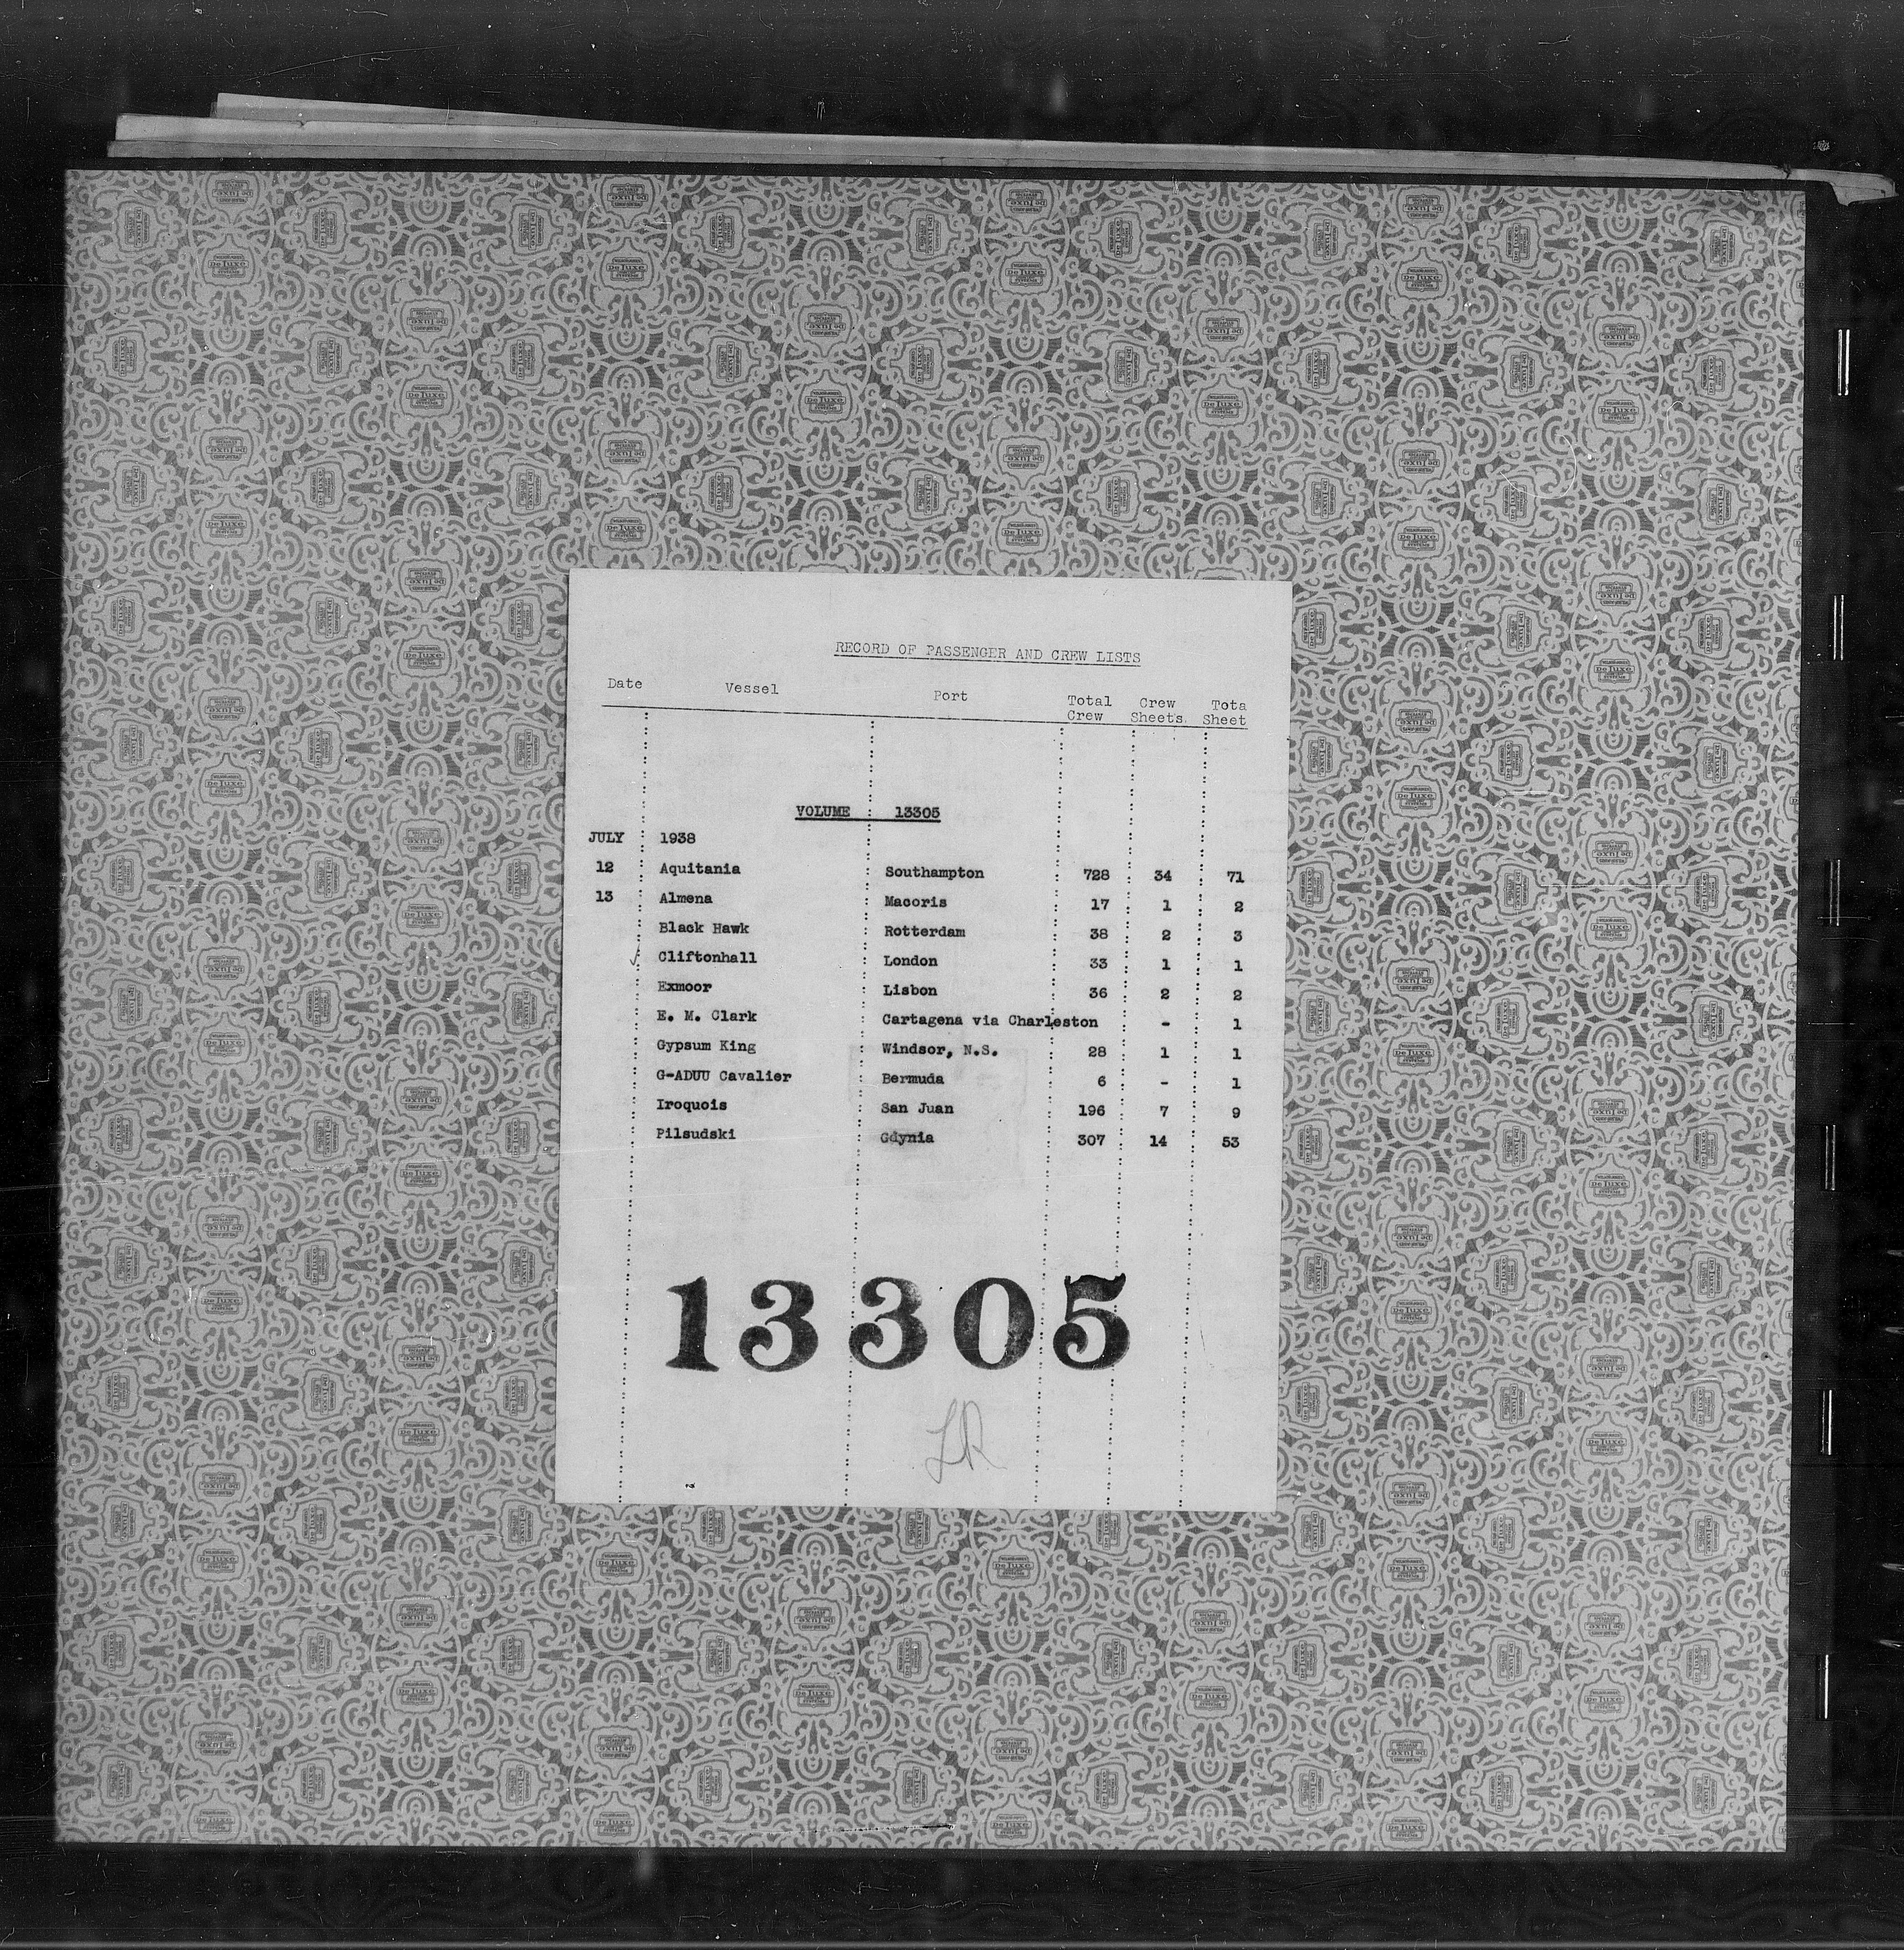 RECORD OF PASSENGER AND CREW LISTS
Date Vessel Port Total Crew Crew Sheets Tota Sheet
VOLUME : 13305
JULY : 1938
12 : Aquitania : Southampton : 728 : 34 : 71
13 : Almena : Macoris : 17 : 1 : 2
Black Hawk : Rotterdam : 38 : 2 : 3
✓ Cliftonhall : London : 33 : 1 : 1
Exmoor : Lisbon : 36 : 2 : 2
E. M. Clark : Cartagena via Charleston : - : 1
Gypsum King : Windsor, N.S. : 28 : 1 : 1
G-ADUU Cavalier : Bermuda : 6 : - : 1
Iroquois : San Juan : 196 : 7 : 9
Pilsudski : Gdynia : 307 : 14 : 53
13305
LR
De Luxe